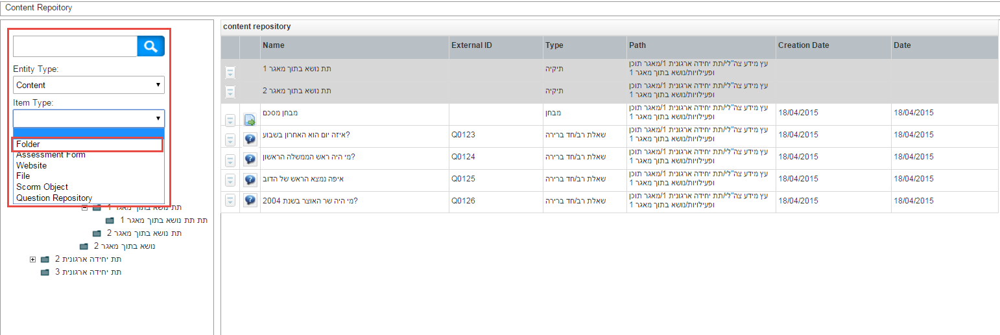 Content Repoitory
Entity Type:
Content
Item Type:
Folder
Assessment Form
Website
File
Scorm Object
Question Repository
תת נושא בתוך מאגר 1
תת תת נושא בתוך מאגר 1
תת נושא בתוך מאגר 2
נושא בתוך מאגר 2
תת יחידה ארגונית 2
תת יחידה ארגונית 3
content repository
Name External ID Type Path Creation Date Date
תת נושא בתוך מאגר 1 תיקיה עץ מידע צה"לי/תת יחידה ארגונית 1/מאגר תוכן
ופעילויות/נושא בתוך מאגר 1
תת נושא בתוך מאגר 2 תיקיה עץ מידע צה"לי/תת יחידה ארגונית 1/מאגר תוכן
ופעילויות/נושא בתוך מאגר 1
מבחן מסכם מבחן עץ מידע צה"לי/תת יחידה ארגונית 1/מאגר תוכן 18/04/2015 18/04/2015
ופעילויות/נושא בתוך מאגר 1
איזה יום הוא האחרון בשבוע? Q0123 שאלת רב/חד ברירה עץ מידע צה"לי/תת יחידה ארגונית 1/מאגר תוכן 18/04/2015 18/04/2015
ופעילויות/נושא בתוך מאגר 1
מי היה ראש הממשלה הראשון? Q0124 שאלת רב/חד ברירה עץ מידע צה"לי/תת יחידה ארגונית 1/מאגר תוכן 18/04/2015 18/04/2015
ופעילויות/נושא בתוך מאגר 1
איפה נמצא הראש של הדוב Q0125 שאלת רב/חד ברירה עץ מידע צה"לי/תת יחידה ארגונית 1/מאגר תוכן 18/04/2015 18/04/2015
ופעילויות/נושא בתוך מאגר 1
מי היה שר האוצר בשנת 2004? Q0126 שאלת רב/חד ברירה עץ מידע צה"לי/תת יחידה ארגונית 1/מאגר תוכן 18/04/2015 18/04/2015
ופעילויות/נושא בתוך מאגר 1